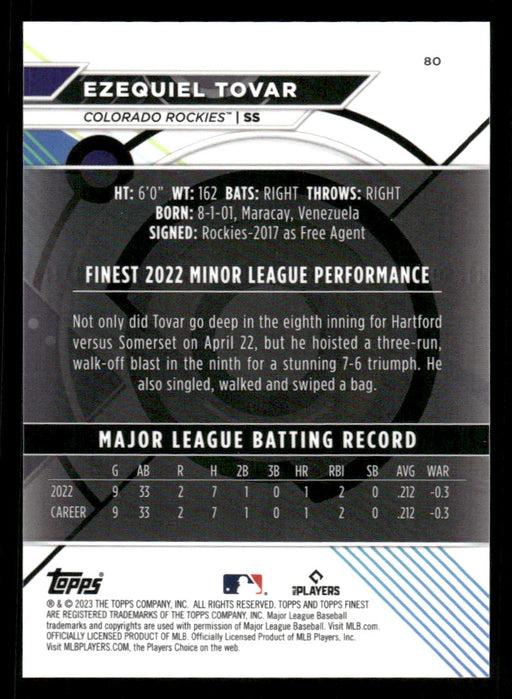 80
EZEQUIEL TOVAR
COLORADO ROCKIES™ | SS
HT: 6'0" WT: 162 BATS: RIGHT THROWS: RIGHT
BORN: 8-1-01, Maracay, Venezuela
SIGNED: Rockies-2017 as Free Agent
FINEST 2022 MINOR LEAGUE PERFORMANCE
Not only did Tovar go deep in the eighth inning for Hartford
versus Somerset on April 22, but he hoisted a three-run,
walk-off blast in the ninth for a stunning 7-6 triumph. He
also singled, walked and swiped a bag.
MAJOR LEAGUE BATTING RECORD
G AB R H 2B 3B HR RBI SB AVG WAR
2022 9 33 2 7 1 0 1 2 0 .212 -0.3
CAREER 9 33 2 7 1 0 1 2 0 .212 -0.3
topps PLAYERS
® & © 2023 THE TOPPS COMPANY, INC. ALL RIGHTS RESERVED. TOPPS AND TOPPS FINEST
ARE REGISTERED TRADEMARKS OF THE TOPPS COMPANY, INC. Major League Baseball
trademarks and copyrights are used with permission of Major League Baseball. Visit MLB.com.
OFFICIALLY LICENSED PRODUCT OF MLB. Officially Licensed Product of MLB Players, Inc.
Visit MLBPLAYERS.com, the Players Choice on the web.